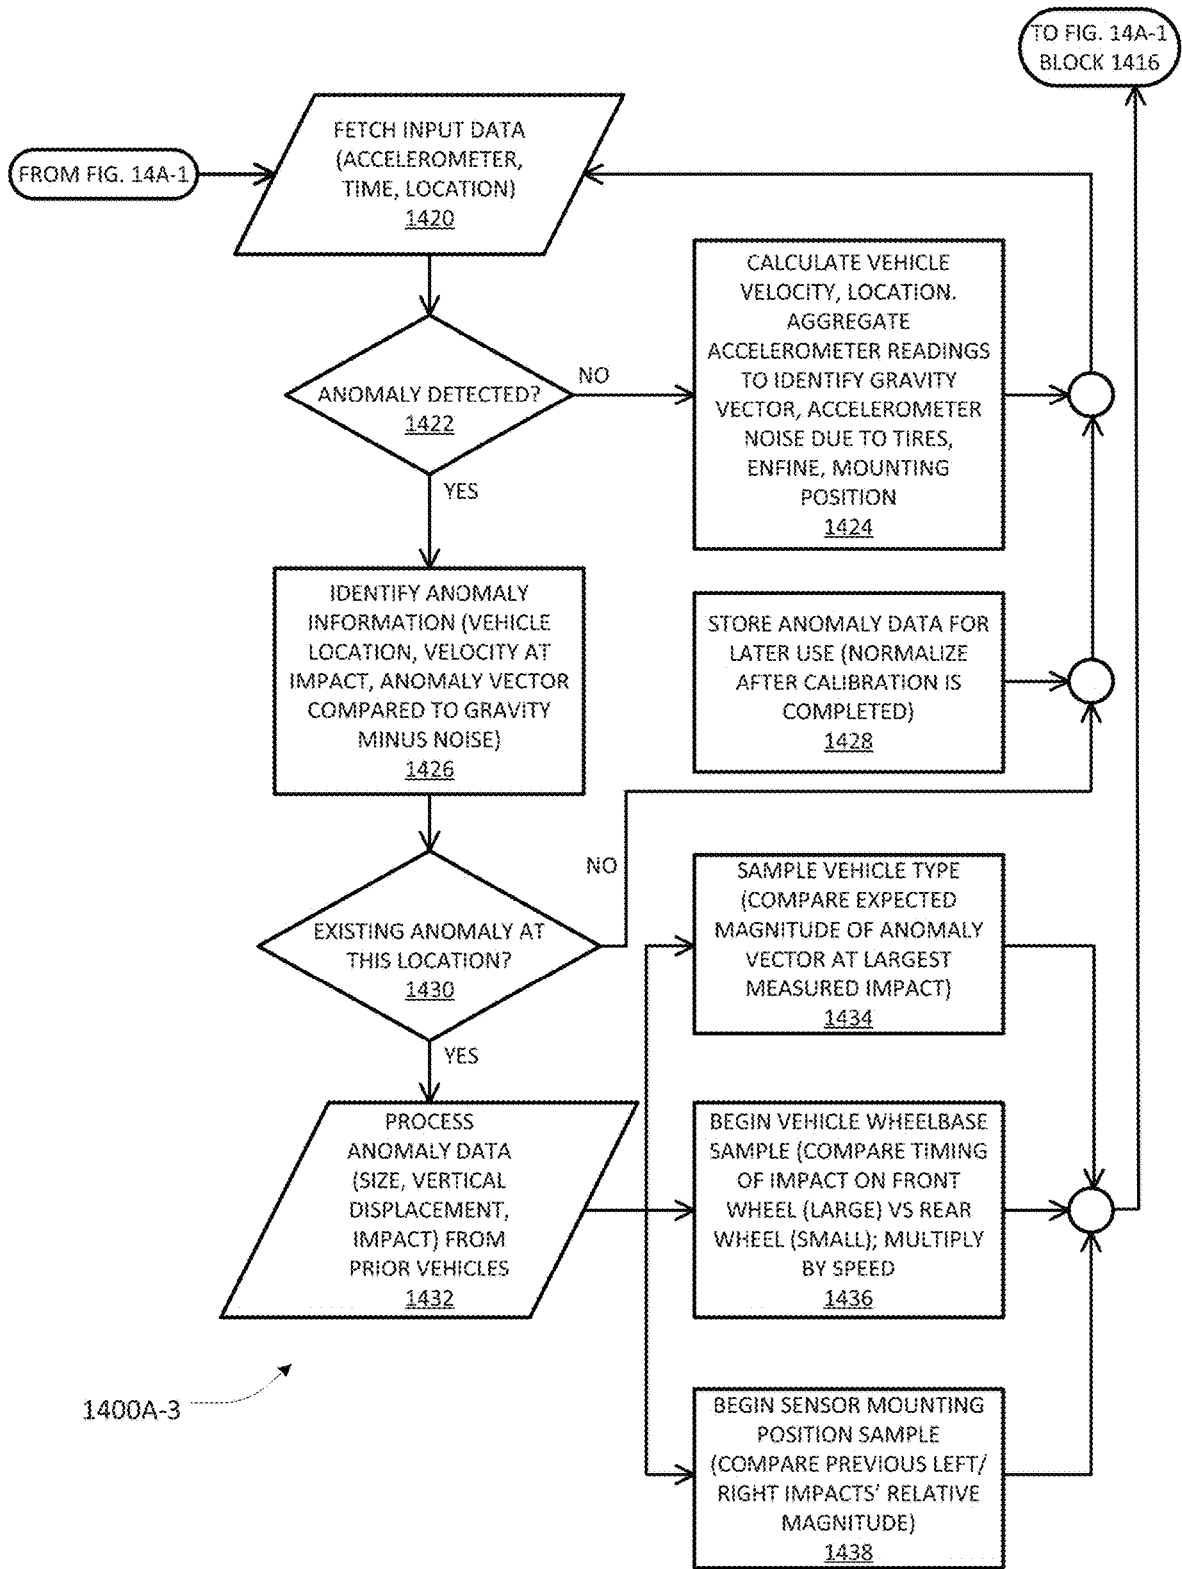 TO FIG. 14A-1
BLOCK 1416
FROM FIG. 14A-1
FETCH INPUT DATA
(ACCELEROMETER,
TIME, LOCATION)
1420
ANOMALY DETECTED?
1422
NO
YES
CALCULATE VEHICLE
VELOCITY, LOCATION.
AGGREGATE
ACCELEROMETER READINGS
TO IDENTIFY GRAVITY
VECTOR, ACCELEROMETER
NOISE DUE TO TIRES,
ENFINE, MOUNTING
POSITION
1424
IDENTIFY ANOMALY
INFORMATION (VEHICLE
LOCATION, VELOCITY AT
IMPACT, ANOMALY VECTOR
COMPARED TO GRAVITY
MINUS NOISE)
1426
STORE ANOMALY DATA FOR
LATER USE (NORMALIZE
AFTER CALIBRATION IS
COMPLETED)
1428
EXISTING ANOMALY AT
THIS LOCATION?
1430
NO
YES
SAMPLE VEHICLE TYPE
(COMPARE EXPECTED
MAGNITUDE OF ANOMALY
VECTOR AT LARGEST
MEASURED IMPACT)
1434
PROCESS
ANOMALY DATA
(SIZE, VERTICAL
DISPLACEMENT,
IMPACT) FROM
PRIOR VEHICLES
1432
BEGIN VEHICLE WHEELBASE
SAMPLE (COMPARE TIMING
OF IMPACT ON FRONT
WHEEL (LARGE) VS REAR
WHEEL (SMALL); MULTIPLY
BY SPEED
1436
BEGIN SENSOR MOUNTING
POSITION SAMPLE
(COMPARE PREVIOUS LEFT/
RIGHT IMPACTS' RELATIVE
MAGNITUDE)
1438
1400A-3